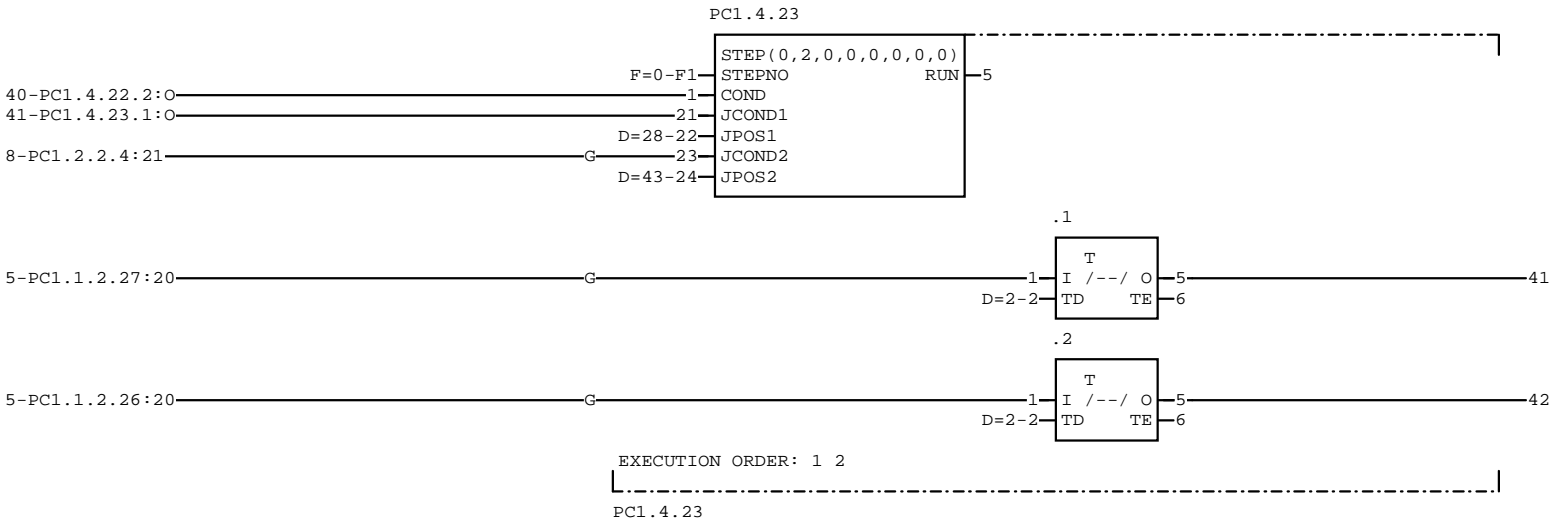 PC1.4.23
STEP(0,2,0,0,0,0,0,0)
F=0-F1 STEPNO RUN 5
40-PC1.4.22.2:O 1 COND
41-PC1.4.23.1:O 21 JCOND1
D=28-22 JPOS1
8-PC1.2.2.4:21 G 23 JCOND2
D=43-24 JPOS2
.1
T
5-PC1.1.2.27:20 G 1 I /--/ O 5 41
D=2-2 TD TE 6
.2
T
5-PC1.1.2.26:20 G 1 I /--/ O 5 42
D=2-2 TD TE 6
EXECUTION ORDER: 1 2
PC1.4.23